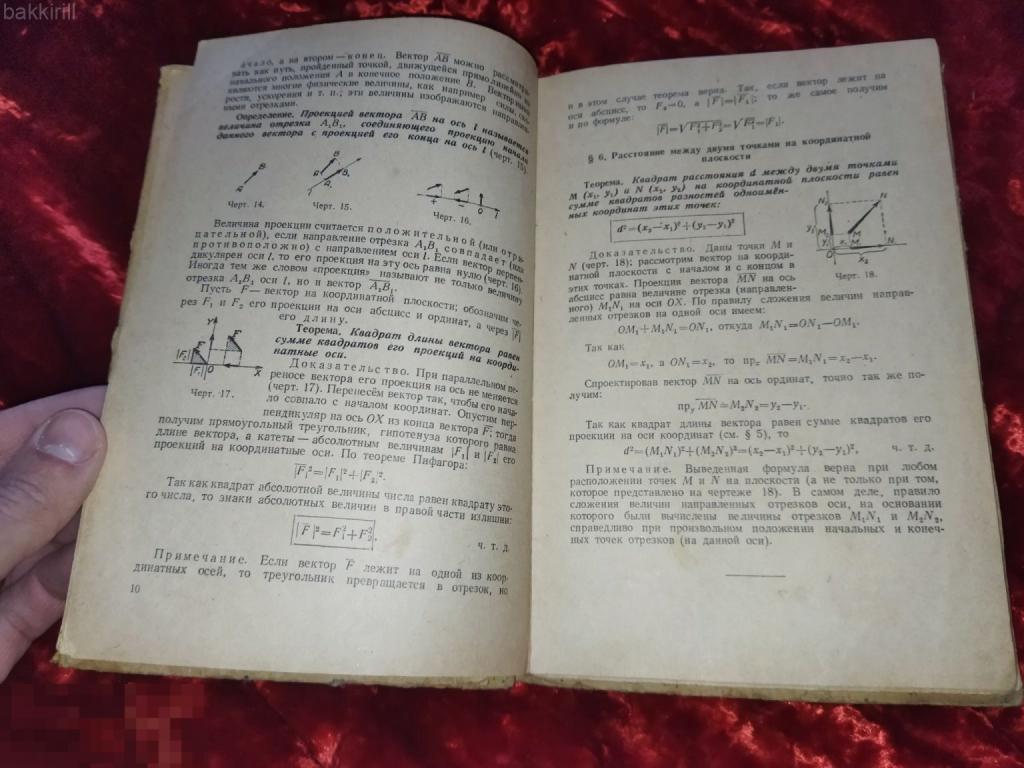 bakkirill
ачало, а на втором — конец. Вектор AB можно рассматри-
вать как путь, пройденный точкой, движущейся прямолинейно из
начального положения A в конечное положение B. Векторными
являются многие физические величины, как например силы, ско-
рости, ускорения и т. п.; эти величины изображаются направлен-
ными отрезками.
Определение. Проекцией вектора AB на ось l называется
величина отрезка A₁B₁, соединяющего проекцию начала
данного вектора с проекцией его конца на ось l (черт. 15).
Черт. 14.
Черт. 15.
Черт. 16.
Величина проекции считается положительной (или отри-
цательной), если направление отрезка A₁B₁ совпадает (или
противоположно) с направлением оси l. Если вектор перпен-
дикулярен оси l, то его проекция на эту ось равна нулю (черт. 16).
Иногда тем же словом «проекция» называют не только величину
отрезка A₁B₁ оси l, но и вектор A₁B₁.
Пусть F — вектор на координатной плоскости; обозначим че-
рез F₁ и F₂ его проекции на оси абсцисс и ординат, а через |F|
его длину.
Теорема. Квадрат длины вектора равен
сумме квадратов его проекций на коорди-
натные оси.
Доказательство. При параллельном пе-
реносе вектора его проекция на ось не меняется
(черт. 17). Перенесём вектор так, чтобы его нача-
ло совпало с началом координат. Опустим пер-
Черт. 17.
пендикуляр на ось OX из конца вектора F; тогда
получим прямоугольный треугольник, гипотенуза которого равна
длине вектора, а катеты — абсолютным величинам |F₁| и |F₂| его
проекций на координатные оси. По теореме Пифагора:
|F|²=|F₁|²+|F₂|².
Так как квадрат абсолютной величины числа равен квадрату это-
го числа, то знаки абсолютных величин в правой части излишни:
|F|²=F₁²+F₂². ч. т. д.
Примечание. Если вектор F лежит на одной из коор-
динатных осей, то треугольник превращается в отрезок, но
10
и в этом случае теорема верна. Так, если вектор лежит на
оси абсцисс, то F₂=0, а |F|=|F₁|; то же самое получим
и по формуле:
|F|=√F₁²+F₂²=√F₁²=|F₁|.
§ 6. Расстояние между двумя точками на координатной
плоскости
Теорема. Квадрат расстояния d между двумя точками
M (x₁, y₁) и N (x₂, y₂) на координатной плоскости равен
сумме квадратов разностей одноимён-
ных координат этих точек:
d²=(x₂—x₁)²+(y₂—y₁)²
Доказательство. Даны точки M и
N (черт. 18); рассмотрим вектор на коорди-
натной плоскости с началом и с концом в
этих точках. Проекция вектора MN на ось
Черт. 18.
абсцисс равна величине отрезка (направлен-
ного) M₁N₁ на оси OX. По правилу сложения величин направ-
ленных отрезков на одной оси имеем:
OM₁+M₁N₁=ON₁, откуда M₁N₁=ON₁—OM₁.
Так как
OM₁=x₁, а ON₁=x₂, то прₓ MN=M₁N₁=x₂—x₁.
Спроектировав вектор MN на ось ординат, точно так же по-
лучим:
прᵧ MN=M₂N₂=y₂—y₁.
Так как квадрат длины вектора равен сумме квадратов его
проекции на оси координат (см. § 5), то
d²=(M₁N₁)²+(M₂N₂)²=(x₂—x₁)²+(y₂—y₁)², ч. т. д.
Примечание. Выведенная формула верна при любом
расположении точек M и N на плоскости (а не только при том,
которое представлено на чертеже 18). В самом деле, правило
сложения величин направленных отрезков оси, на основании
которого были вычислены величины отрезков M₁N₁ и M₂N₂,
справедливо при произвольном положении начальных и конеч-
ных точек отрезков (на данной оси).